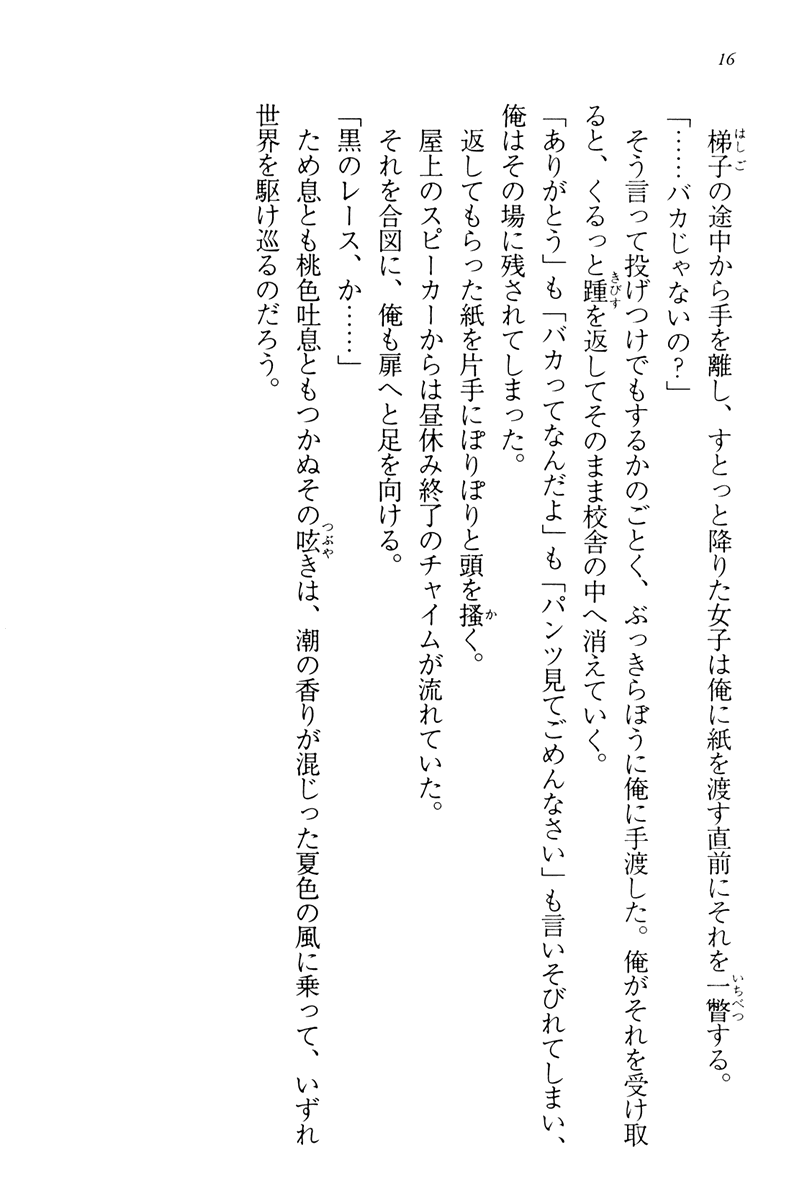 16
梯子の途中から手を離し、すとっと降りた女子は俺に紙を渡す直前にそれを一瞥する。
「……バカじゃないの？」
そう言って投げつけでもするかのごとく、ぶっきらぼうに俺に手渡した。俺がそれを受け取
ると、くるっと踵を返してそのまま校舎の中へ消えていく。
「ありがとう」も「バカってなんだよ」も「パンツ見てごめんなさい」も言いそびれてしまい、
俺はその場に残されてしまった。
返してもらった紙を片手にぽりぽりと頭を掻く。
屋上のスピーカーからは昼休み終了のチャイムが流れていた。
それを合図に、俺も扉へと足を向ける。
「黒のレース、か……」
ため息とも桃色吐息ともつかぬその呟きは、潮の香りが混じった夏色の風に乗って、いずれ
世界を駆け巡るのだろう。